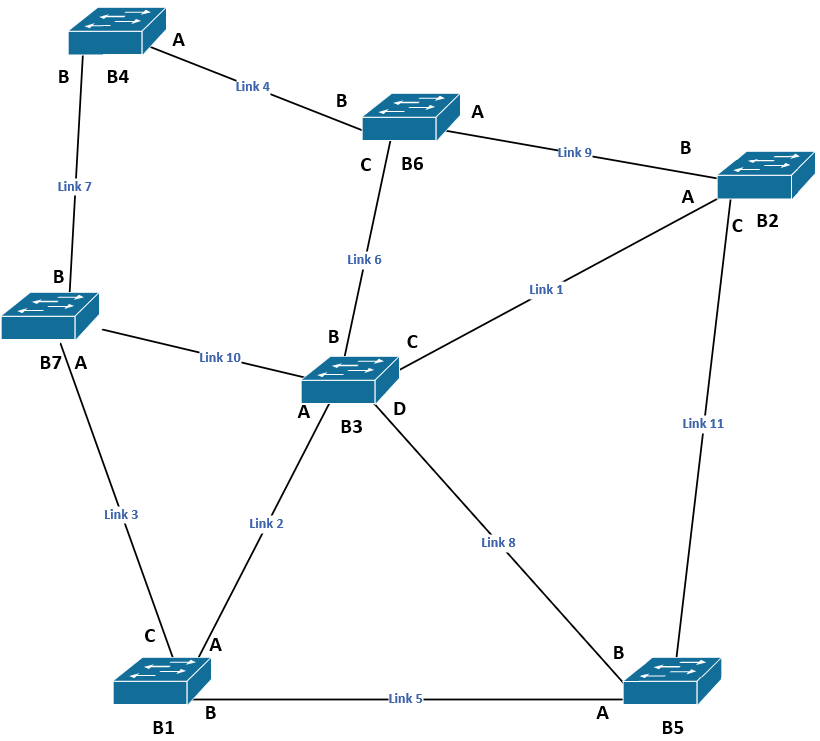 A
B
B4
Link 4
B
A
C
B6
Link 9
B
A
C
B2
Link 7
Link 6
Link 1
B
B7
A
Link 10
B
C
A
D
B3
Link 11
Link 3
Link 2
Link 8
C
A
B
B1
Link 5
B
A
B5